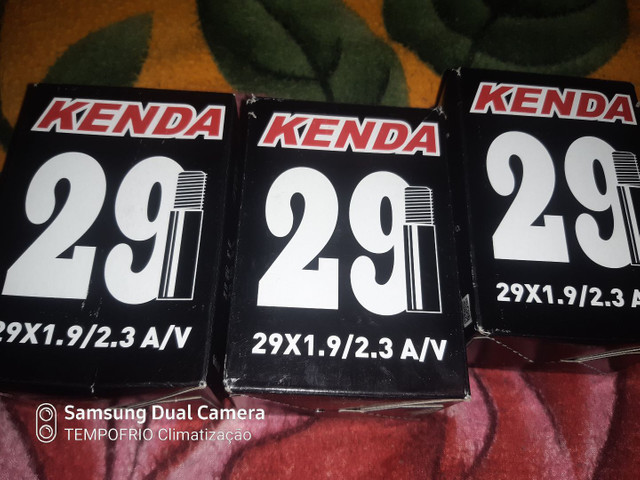 KENDA
29
29X1.9/2.3 A/V
KENDA
29
29X1.9/2.3 A/V
KENDA
29
29X1.9/2.3 A
Samsung Dual Camera
TEMPOFRIO Climatização